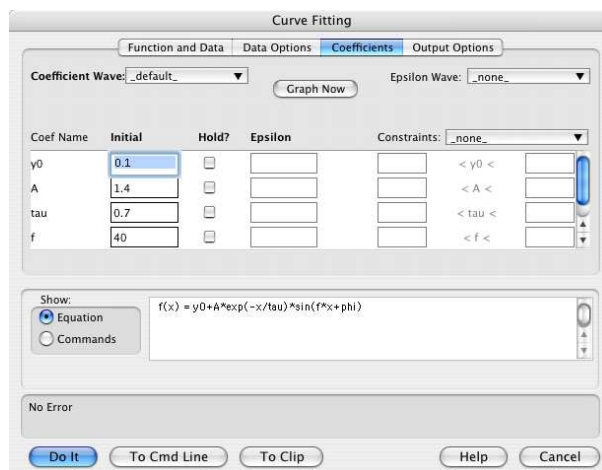 Curve Fitting
Function and Data Data Options Coefficients Output Options
Coefficient Wave: _default_ Epsilon Wave: _none_
Graph Now
Coef Name Initial Hold? Epsilon Constraints: _none_
y0 0.1 < y0 <
A 1.4 < A <
tau 0.7 < tau <
f 40 < f <
Show:
Equation
Commands
f(x) = y0+A*exp(-x/tau)*sin(f*x+phi)
No Error
Do It To Cmd Line To Clip Help Cancel